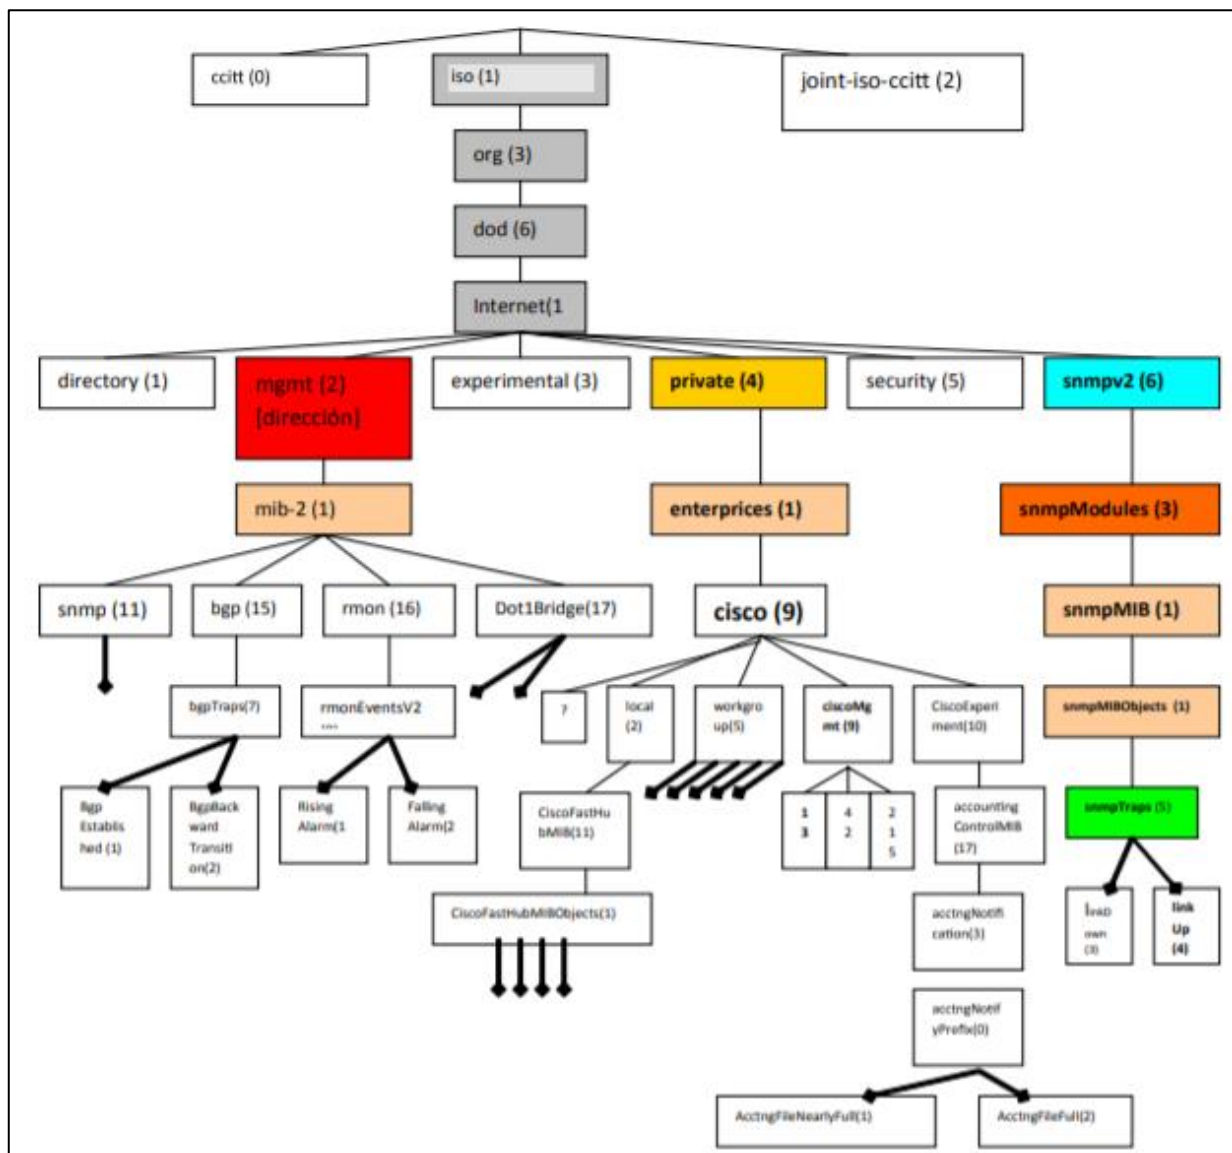 ccitt (0)
iso (1)
joint-iso-ccitt (2)
org (3)
dod (6)
Internet(1
directory (1)
mgmt (2)
[dirección]
experimental (3)
private (4)
security (5)
snmpv2 (6)
mib-2 (1)
enterprices (1)
snmpModules (3)
snmp (11)
bgp (15)
rmon (16)
Dot1Bridge(17)
cisco (9)
snmpMIB (1)
bgpTraps(7)
rmonEventsV2
....
?
local
(2)
workgro
up(5)
ciscoMg
mt (9)
CiscoExperi
ment(10)
snmpMIBObjects (1)
Bgp
Establis
hed (1)
BgpBack
ward
Transiti
on(2)
Rising
Alarm(1
Falling
Alarm(2
CiscoFastHu
bMIB(11)
1
3
4
2
2
1
5
accounting
ControlMIB
(17)
snmpTraps (5)
CiscoFastHubMIBObjects(1)
acctngNotifi
cation(3)
linkD
own
(3)
link
Up
(4)
acctngNotif
yPrefix(0)
AcctngFileNearlyFull(1)
AcctngFileFull(2)